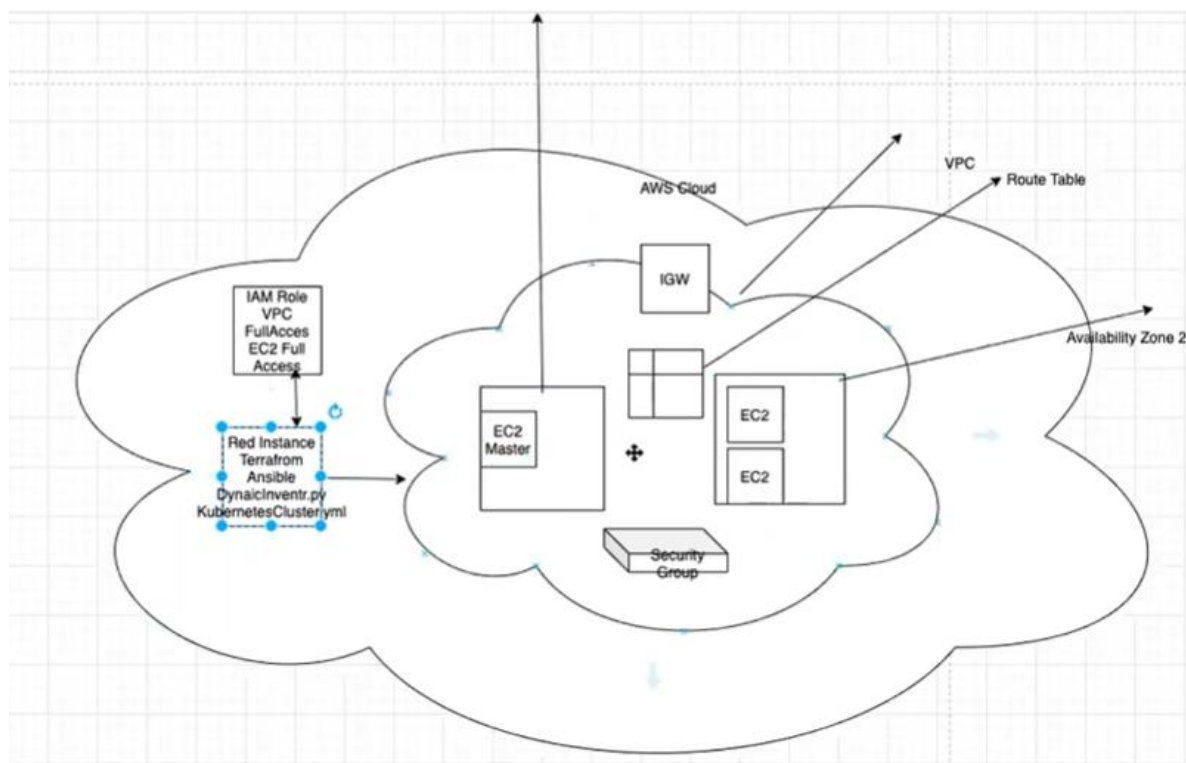 AWS Cloud
VPC
Route Table
IGW
IAM Role
VPC
FullAcces
EC2 Full
Access
Availability Zone 2
EC2
Master
EC2
EC2
Red Instance
Terrafrom
Ansible
DynaicInventr.py
KubernetesCluster.yml
Security
Group